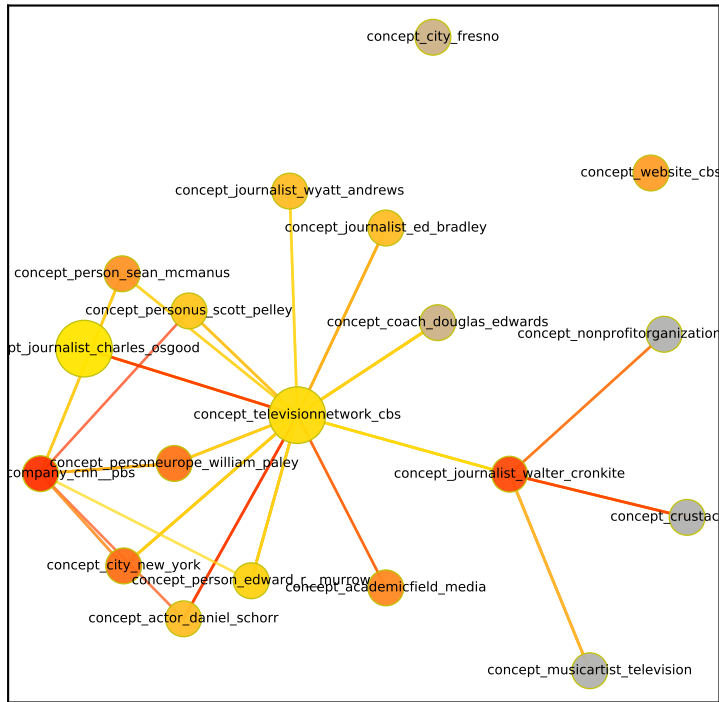 concept_city_fresno
concept_website_cbs
concept_journalist_wyatt_andrews
concept_journalist_ed_bradley
concept_person_sean_mcmanus
concept_personus_scott_pelley
concept_coach_douglas_edwards
concept_nonprofitorganization
pt_journalist_charles_osgood
concept_televisionnetwork_cbs
concept_personeurope_william_paley
company_cnn__pbs
concept_journalist_walter_cronkite
concept_crustac
concept_city_new_york
concept_person_edward_r__murrow
concept_academicfield_media
concept_actor_daniel_schorr
concept_musicartist_television